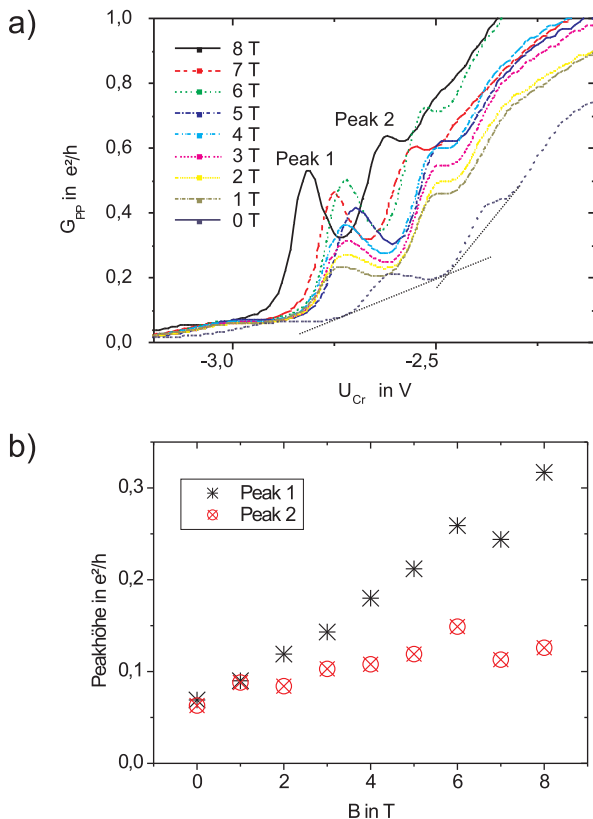 a)
1,0
0,8
0,6
0,4
0,2
0,0
G_PP in e²/h
8 T
7 T
6 T
5 T
4 T
3 T
2 T
1 T
0 T
Peak 1
Peak 2
-3,0
-2,5
U_Cr in V
b)
0,3
0,2
0,1
0,0
Peakhöhe in e²/h
Peak 1
Peak 2
0
2
4
6
8
B in T